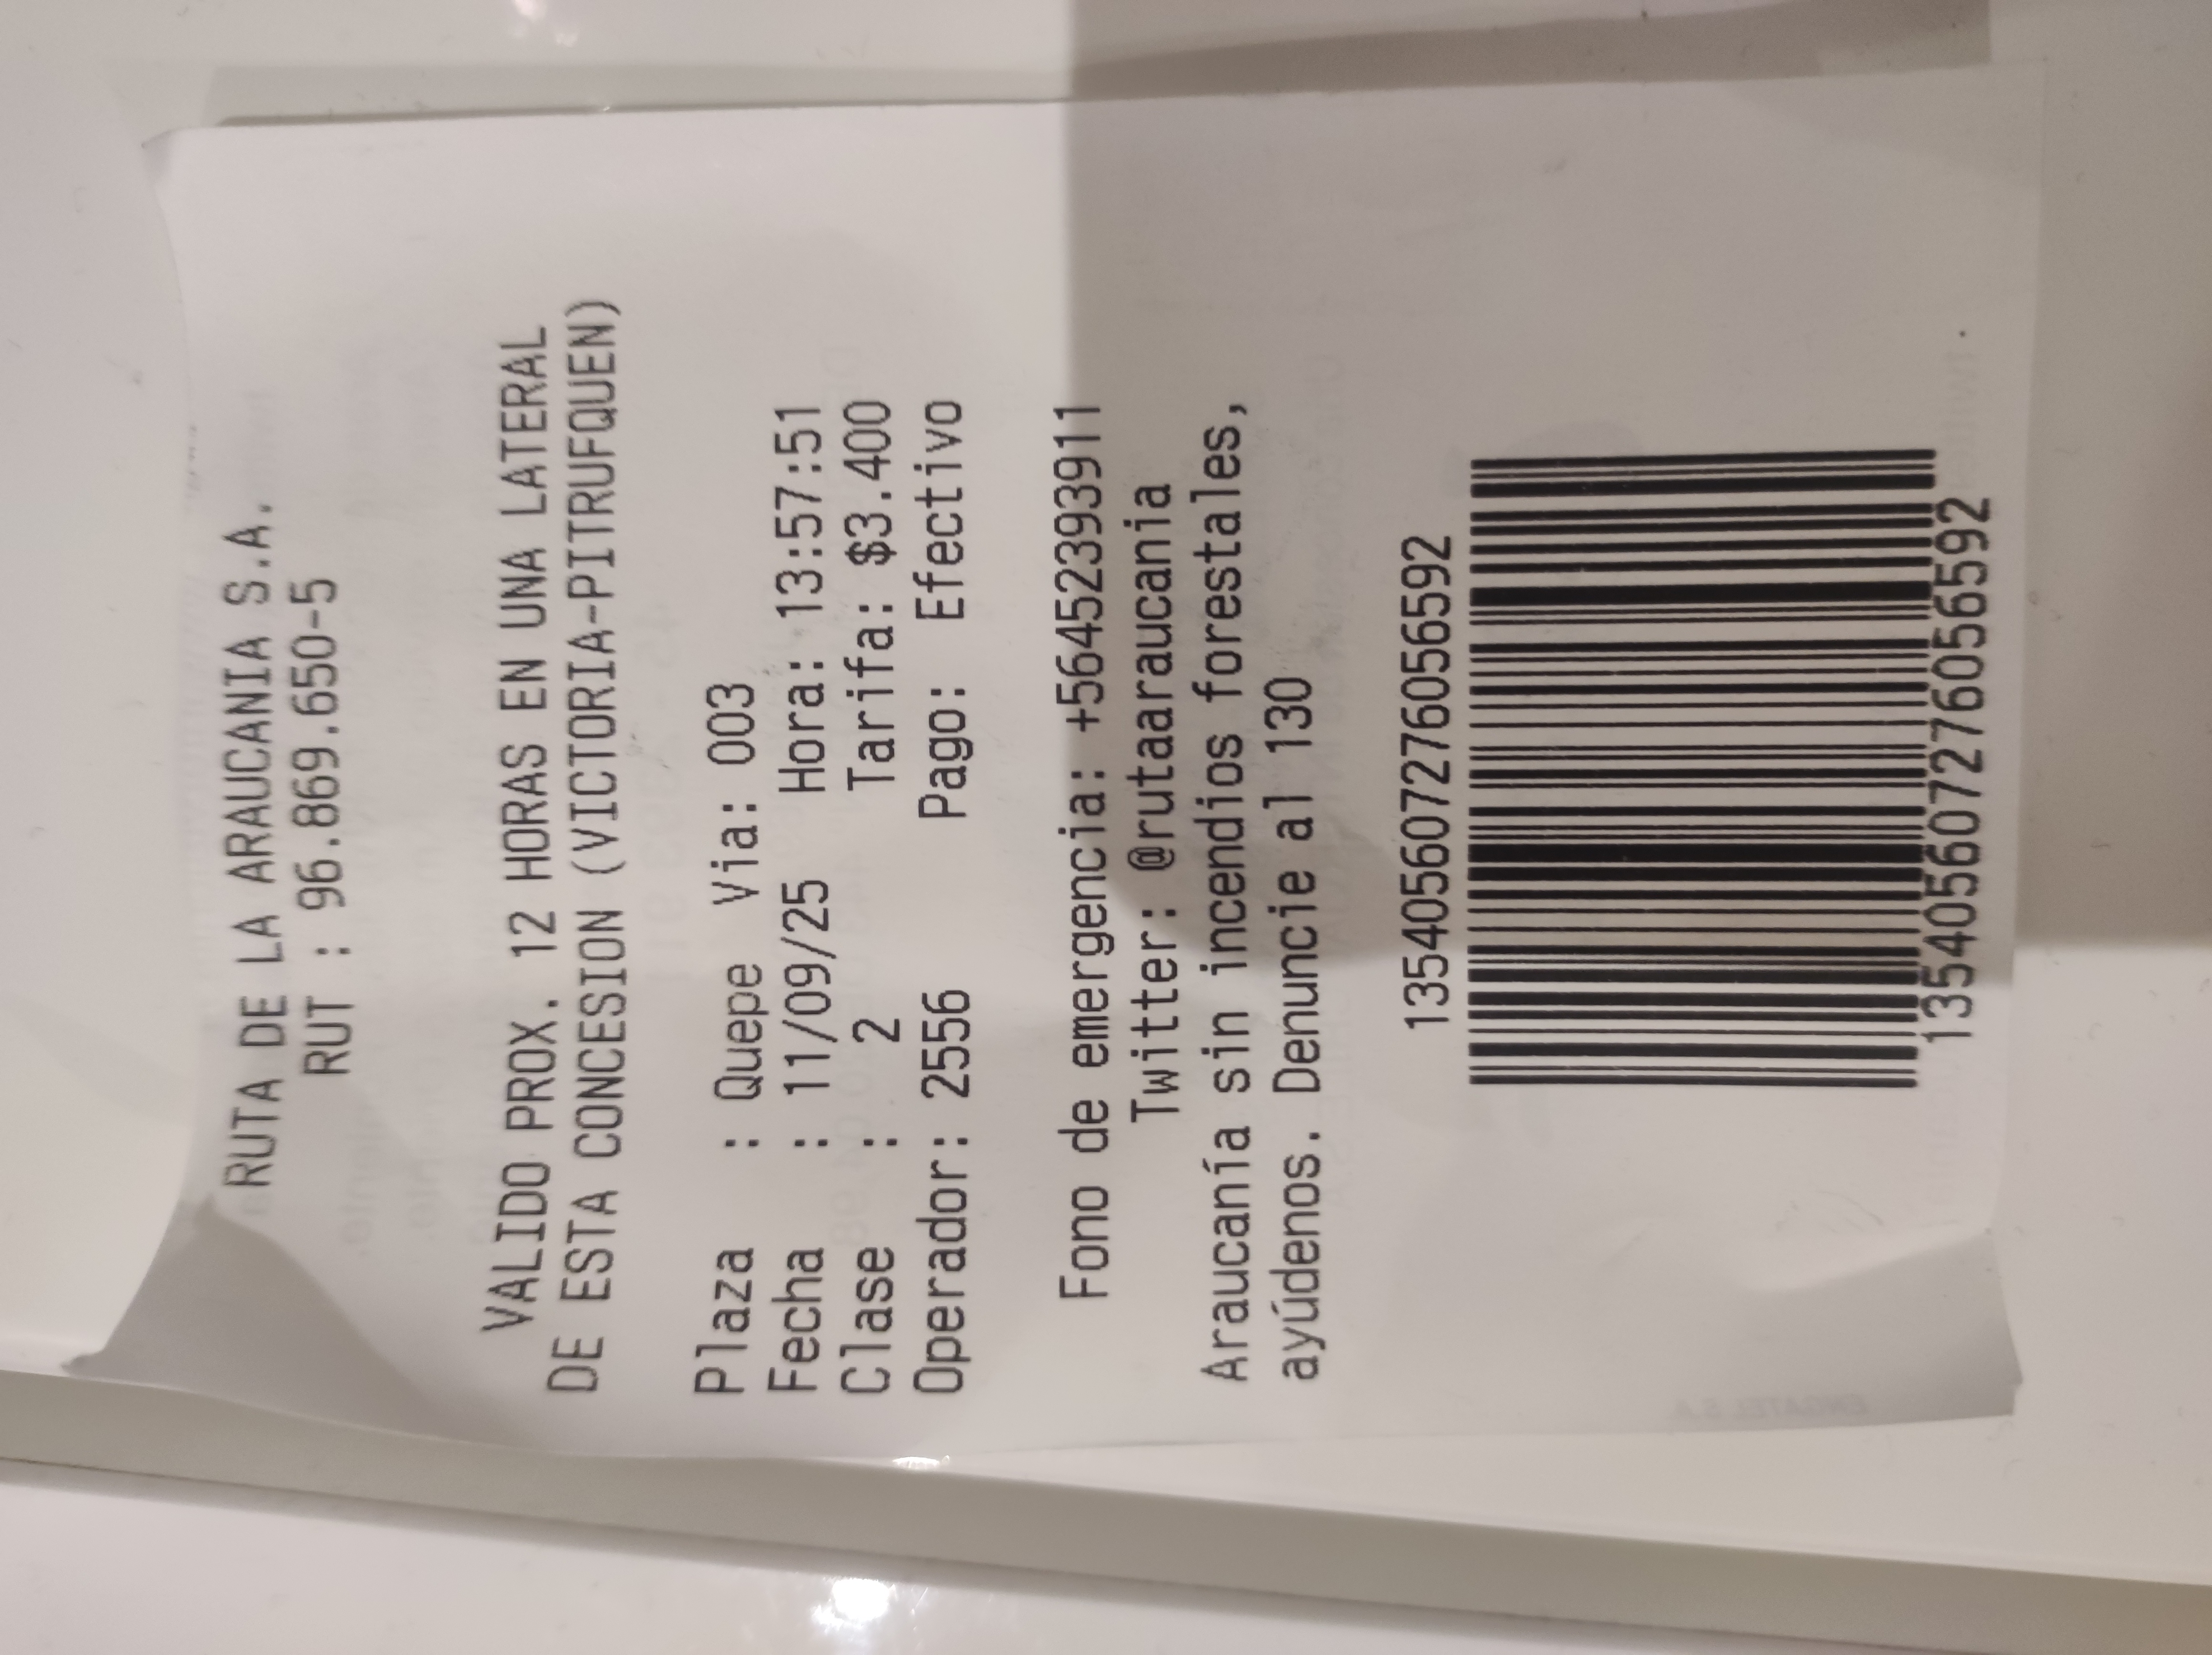 RUTA DE LA ARAUCANIA S.A.
RUT : 96.869.650-5
VALIDO PROX. 12 HORAS EN UNA LATERAL
DE ESTA CONCESION (VICTORIA-PITRUFQUEN)
Plaza : Quepe Via: 003
Fecha : 11/09/25 Hora: 13:57:51
Clase : 2 Tarifa: $3.400
Operador: 2556 Pago: Efectivo
Fono de emergencia: +56452393911
Twitter: @rutaaraucania
Araucanía sin incendios forestales,
ayúdenos. Denuncie al 130
135405607276056592
135405607276056592